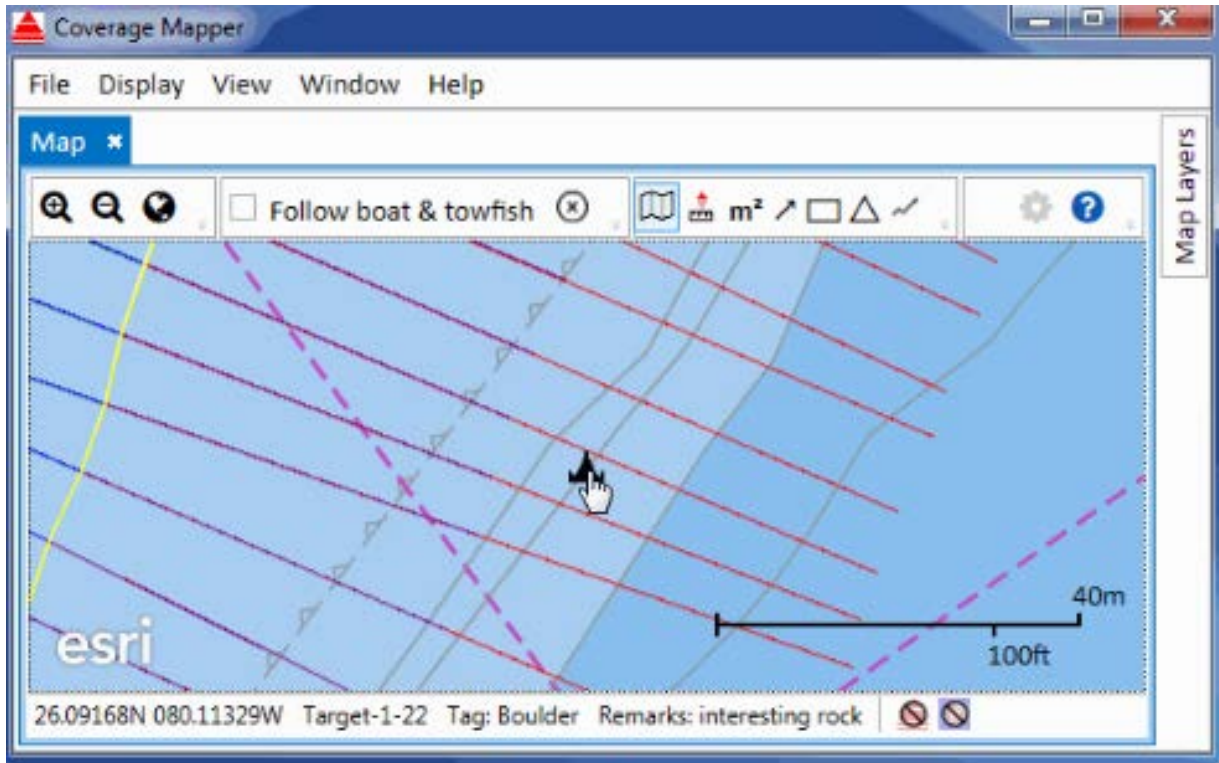 Coverage Mapper
File Display View Window Help
Map
Map Layers
Follow boat & towfish
m²
40m
100ft
esri
26.09168N 080.11329W Target-1-22 Tag: Boulder Remarks: interesting rock